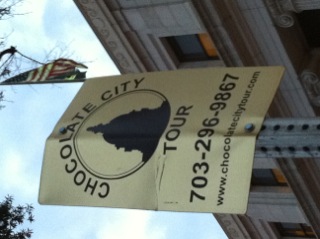 CHOCOLATE CITY
TOUR
703-296-9867
www.chocolatecitytour.com